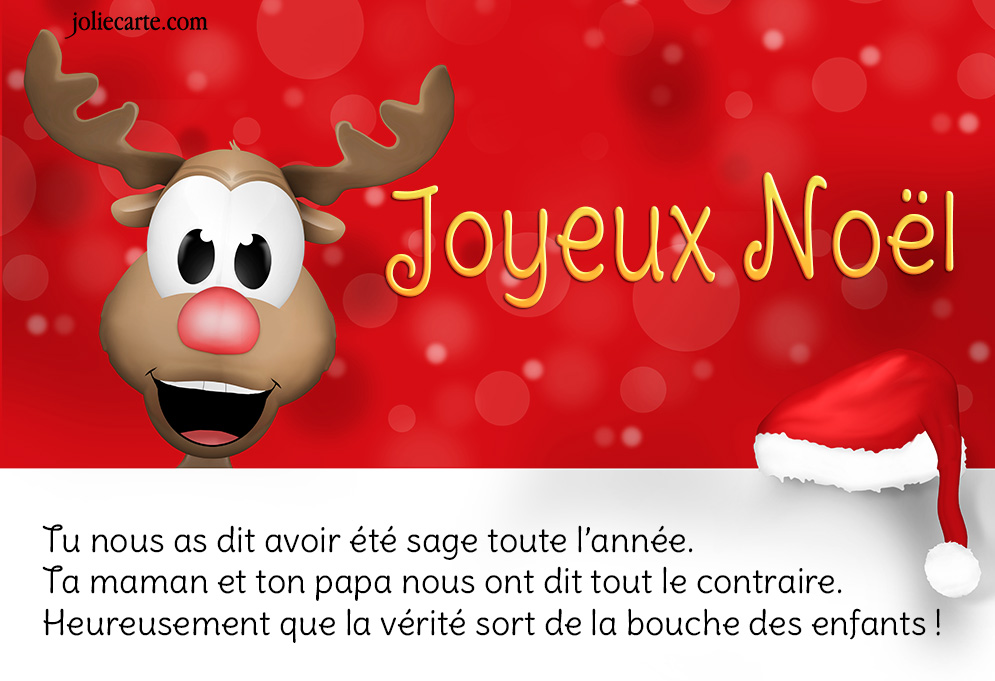 joliecarte.com
Joyeux Noël
Tu nous as dit avoir été sage toute l'année.
Ta maman et ton papa nous ont dit tout le contraire.
Heureusement que la vérité sort de la bouche des enfants !